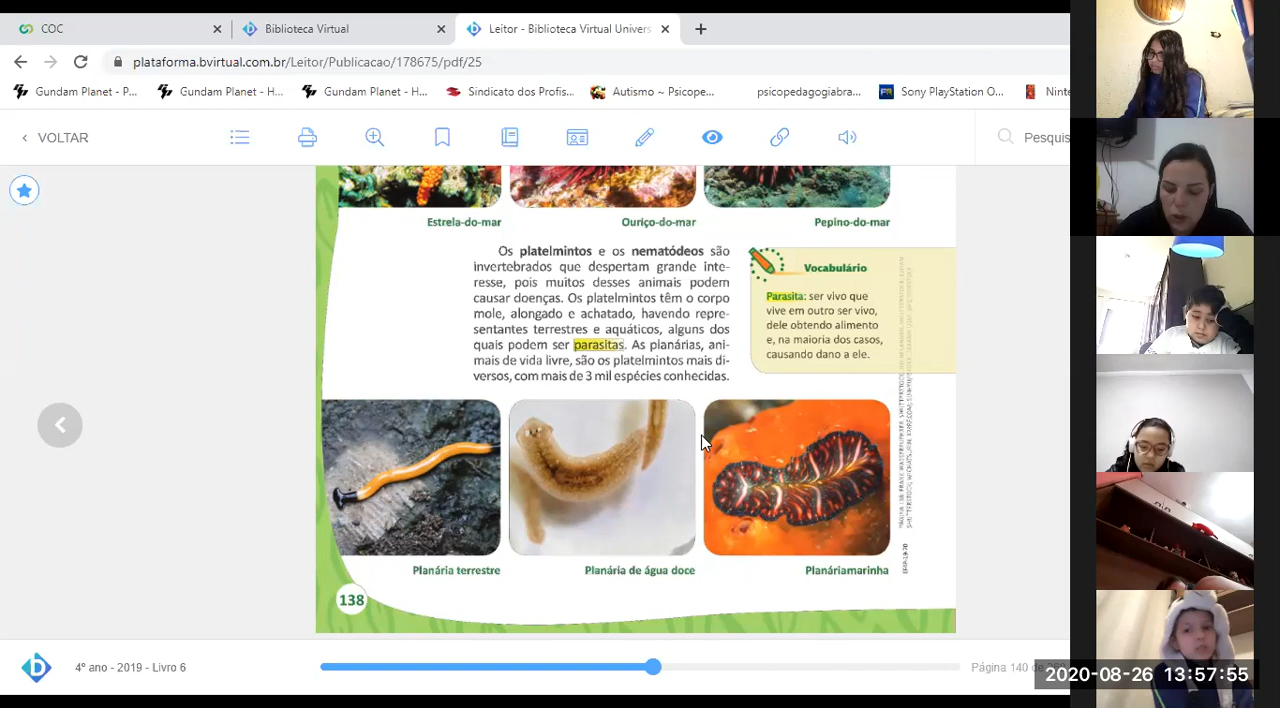 COC
Biblioteca Virtual
Leitor - Biblioteca Virtual Univers
plataforma.bvirtual.com.br/Leitor/Publicacao/178675/pdf/25
Gundam Planet - P...
Gundam Planet - H...
Gundam Planet - H...
Sindicato dos Profis...
Autismo ~ Psicope...
psicopedagogiabra...
Sony PlayStation O...
Ninte
VOLTAR
Pesquis
Estrela-do-mar
Ouriço-do-mar
Pepino-do-mar
Os platelmintos e os nematódeos são
invertebrados que despertam grande inte-
resse, pois muitos desses animais podem
causar doenças. Os platelmintos têm o corpo
mole, alongado e achatado, havendo repre-
sentantes terrestres e aquáticos, alguns dos
quais podem ser parasitas. As planárias, ani-
mais de vida livre, são os platelmintos mais di-
versos, com mais de 3 mil espécies conhecidas.
Vocabulário
Parasita: ser vivo que
vive em outro ser vivo,
dele obtendo alimento
e, na maioria dos casos,
causando dano a ele.
Planária terrestre
Planária de água doce
Planáriamarinha
138
4º ano - 2019 - Livro 6
Página 140 de
2020-08-26 13:57:55